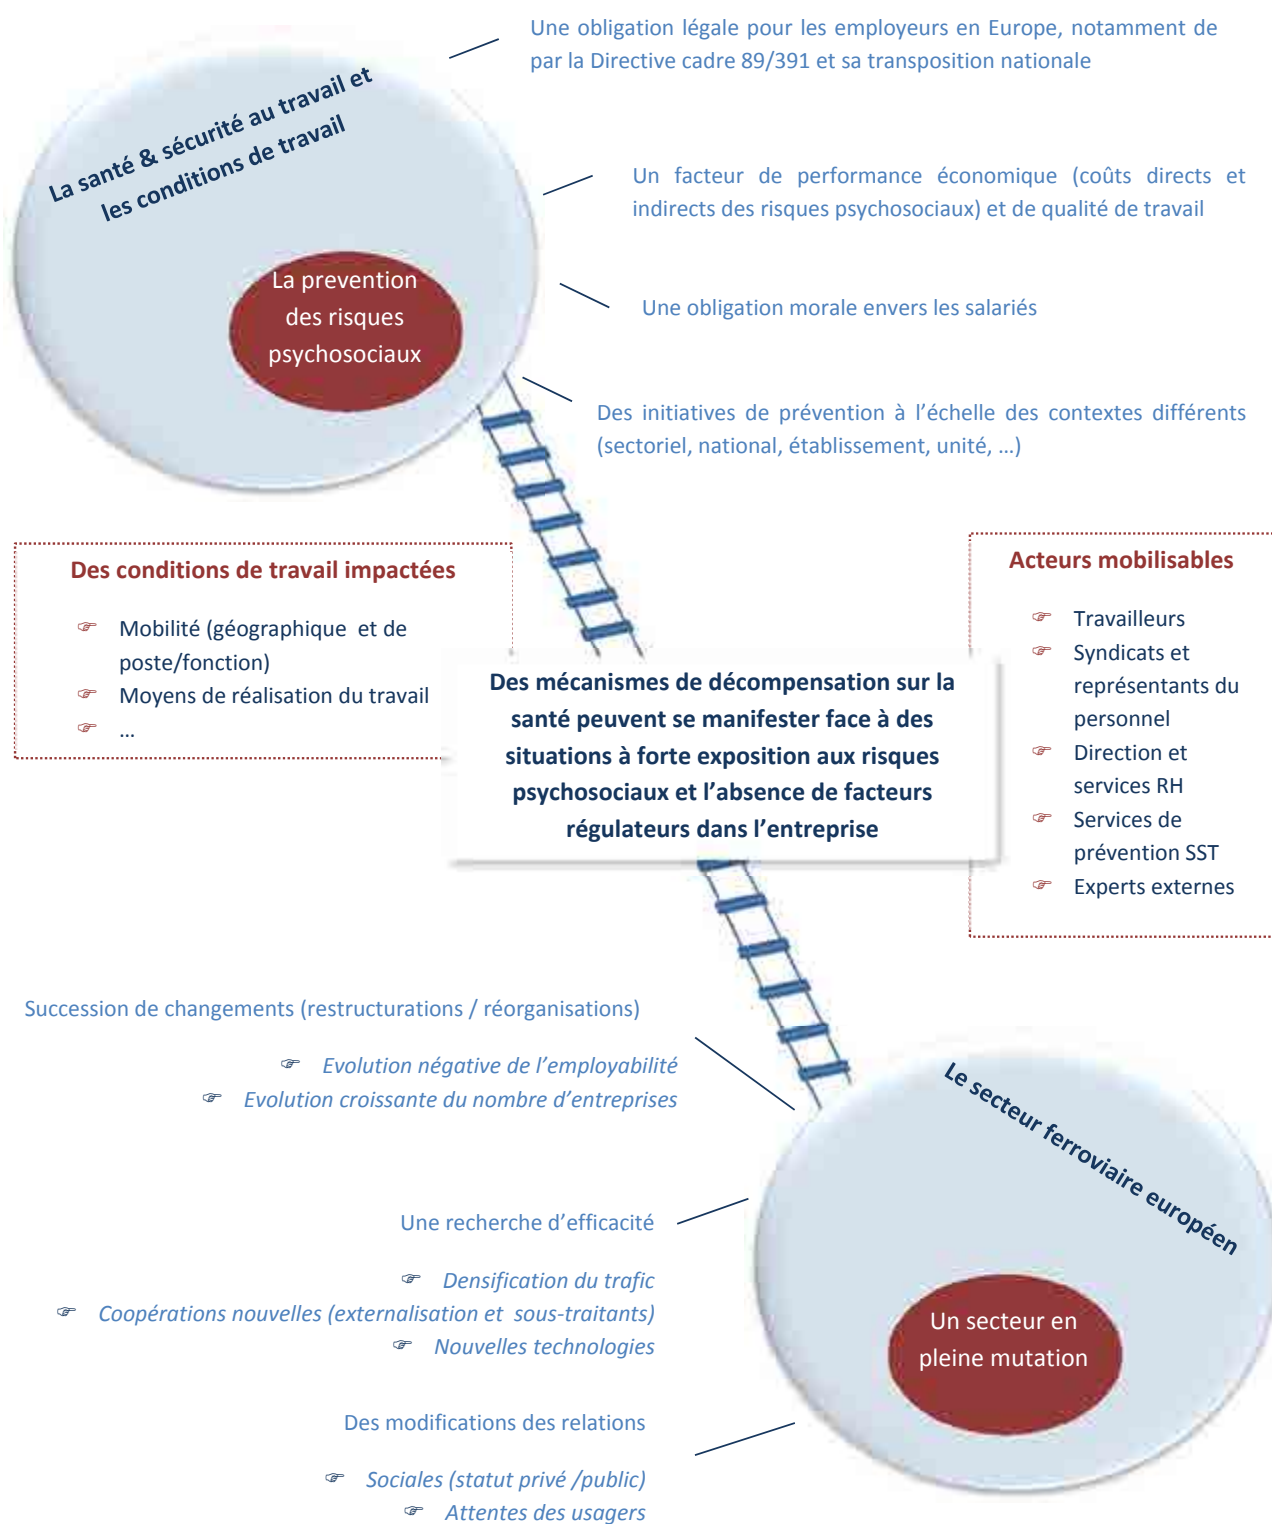 Une obligation légale pour les employeurs en Europe, notamment de
par la Directive cadre 89/391 et sa transposition nationale
La santé & sécurité au travail et
les conditions de travail
Un facteur de performance économique (coûts directs et
indirects des risques psychosociaux) et de qualité de travail
La prevention
des risques
psychosociaux
Une obligation morale envers les salariés
Des initiatives de prévention à l’échelle des contextes différents
(sectoriel, national, établissement, unité, …)
Des conditions de travail impactées
☞ Mobilité (géographique et de
poste/fonction)
☞ Moyens de réalisation du travail
☞ …
Acteurs mobilisables
☞ Travailleurs
☞ Syndicats et
représentants du
personnel
☞ Direction et
services RH
☞ Services de
prévention SST
☞ Experts externes
Des mécanismes de décompensation sur la
santé peuvent se manifester face à des
situations à forte exposition aux risques
psychosociaux et l’absence de facteurs
régulateurs dans l’entreprise
Succession de changements (restructurations / réorganisations)
☞ Evolution négative de l’employabilité
☞ Evolution croissante du nombre d’entreprises
Le secteur ferroviaire européen
Une recherche d’efficacité
☞ Densification du trafic
☞ Coopérations nouvelles (externalisation et sous-traitants)
☞ Nouvelles technologies
Un secteur en
pleine mutation
Des modifications des relations
☞ Sociales (statut privé /public)
☞ Attentes des usagers